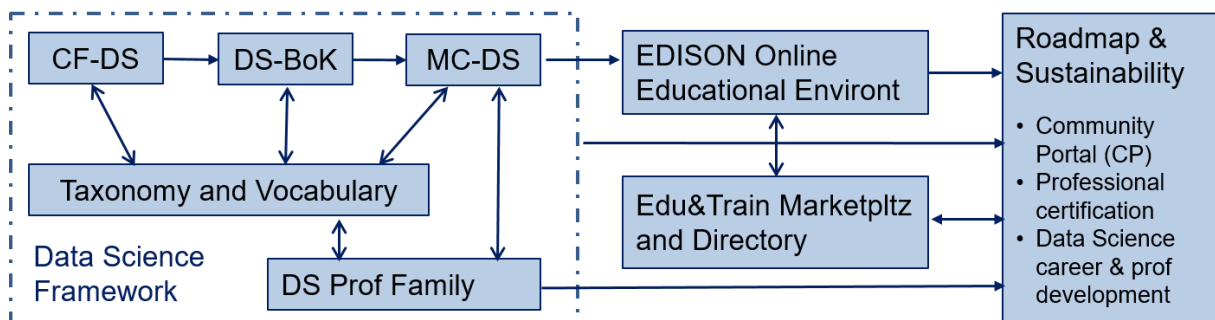 CF-DS
DS-BoK
MC-DS
EDISON Online
Educational Environt
Roadmap &
Sustainability
• Community
Portal (CP)
• Professional
certification
• Data Science
career & prof
development
Taxonomy and Vocabulary
Edu&Train Marketpltz
and Directory
Data Science
Framework
DS Prof Family